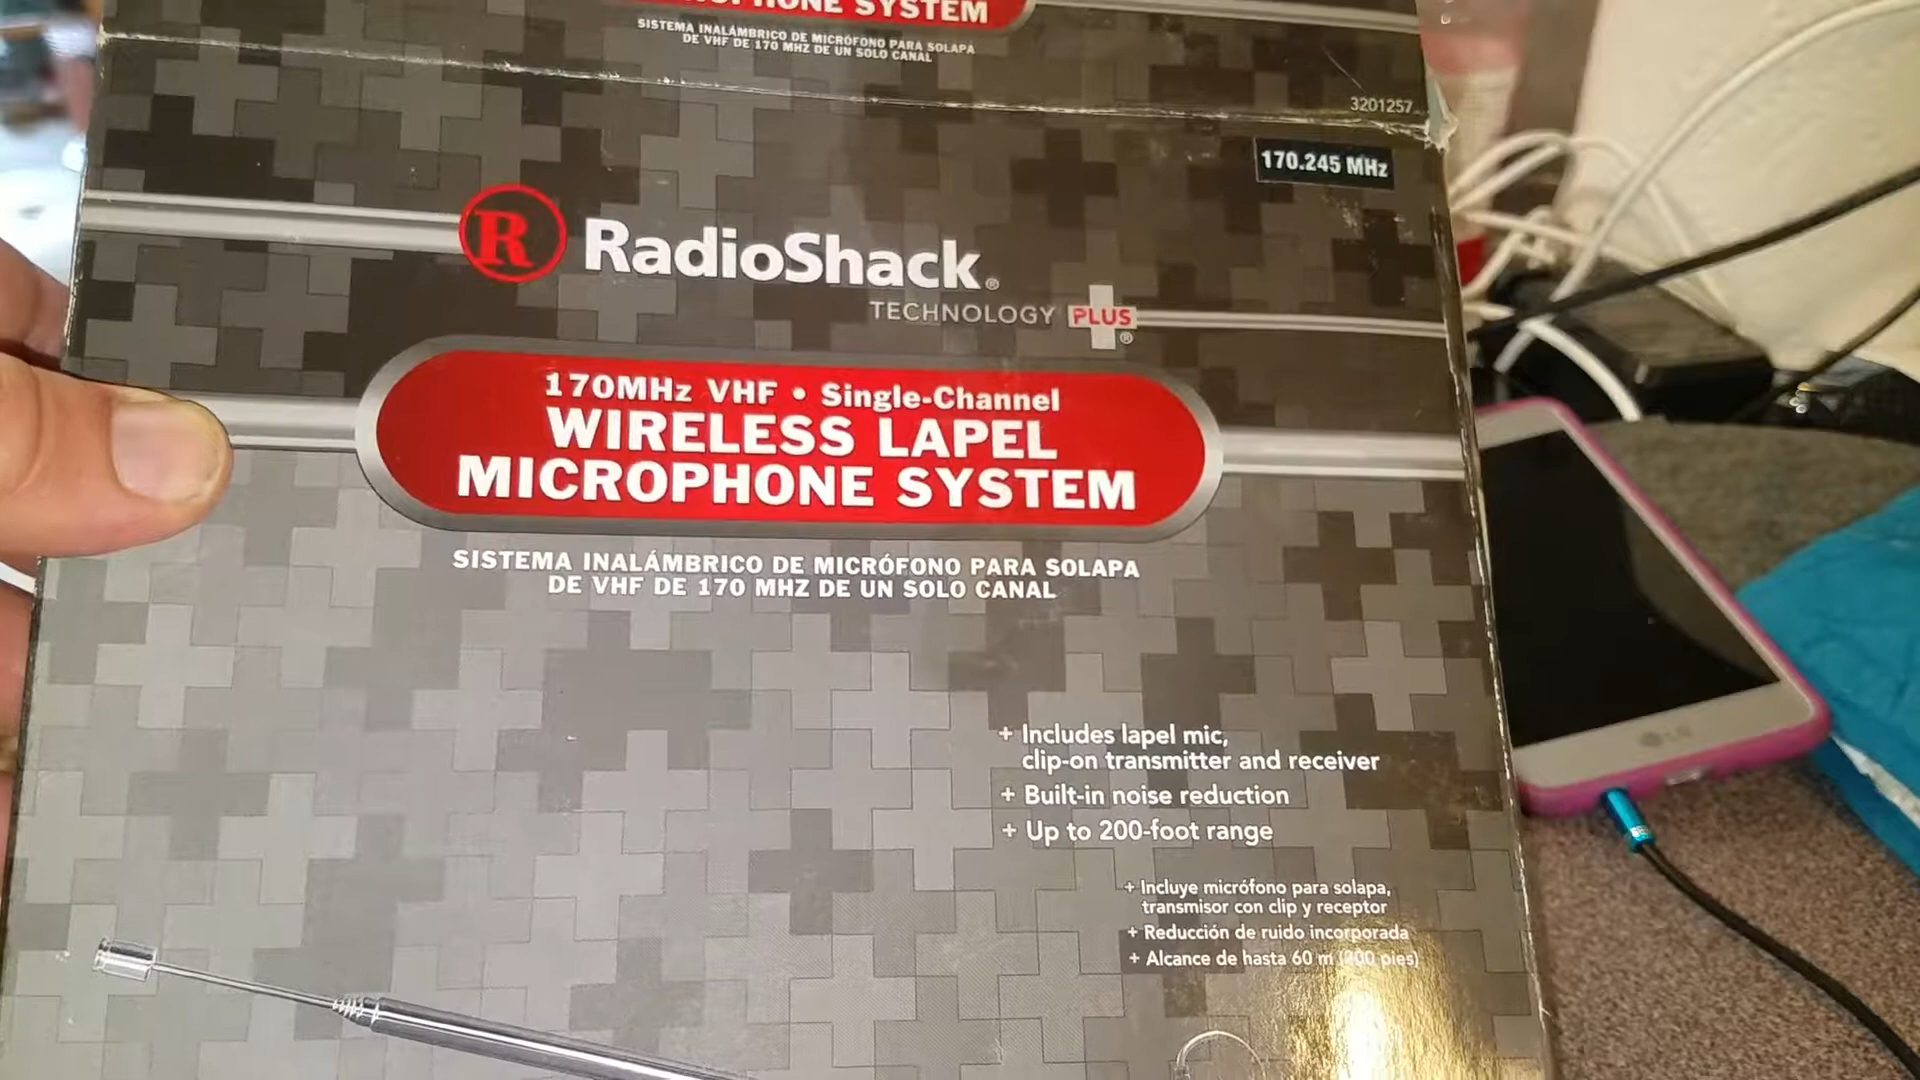 MICROPHONE SYSTEM
SISTEMA INALÁMBRICO DE MICRÓFONO PARA SOLAPA
DE VHF DE 170 MHZ DE UN SOLO CANAL
3201257
170.245 MHz
R RadioShack®
TECHNOLOGY PLUS®
170MHz VHF • Single-Channel
WIRELESS LAPEL
MICROPHONE SYSTEM
SISTEMA INALÁMBRICO DE MICRÓFONO PARA SOLAPA
DE VHF DE 170 MHZ DE UN SOLO CANAL
+ Includes lapel mic,
clip-on transmitter and receiver
+ Built-in noise reduction
+ Up to 200-foot range
+ Incluye micrófono para solapa,
transmisor con clip y receptor
+ Reducción de ruido incorporada
+ Alcance de hasta 60 m (200 pies)
LG